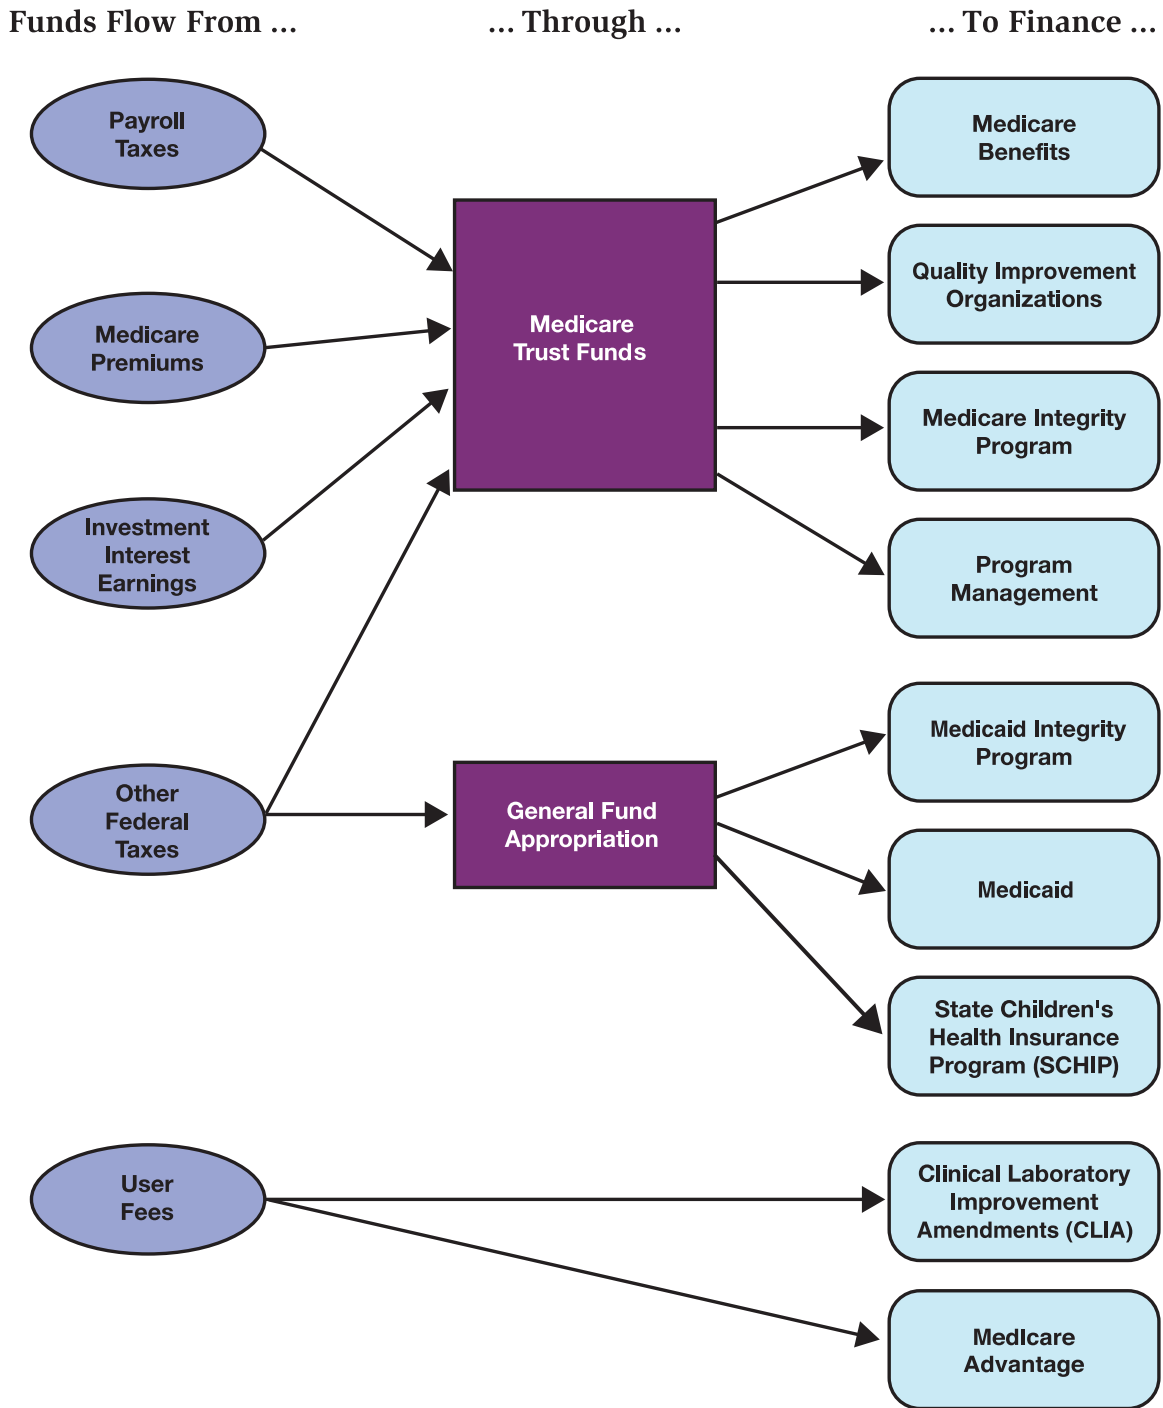 Funds Flow From ...
... Through ...
... To Finance ...
Payroll
Taxes
Medicare
Premiums
Investment
Interest
Earnings
Other
Federal
Taxes
User
Fees
Medicare
Trust Funds
General Fund
Appropriation
Medicare
Benefits
Quality Improvement
Organizations
Medicare Integrity
Program
Program
Management
Medicaid Integrity
Program
Medicaid
State Children's
Health Insurance
Program (SCHIP)
Clinical Laboratory
Improvement
Amendments (CLIA)
MedIcare
Advantage